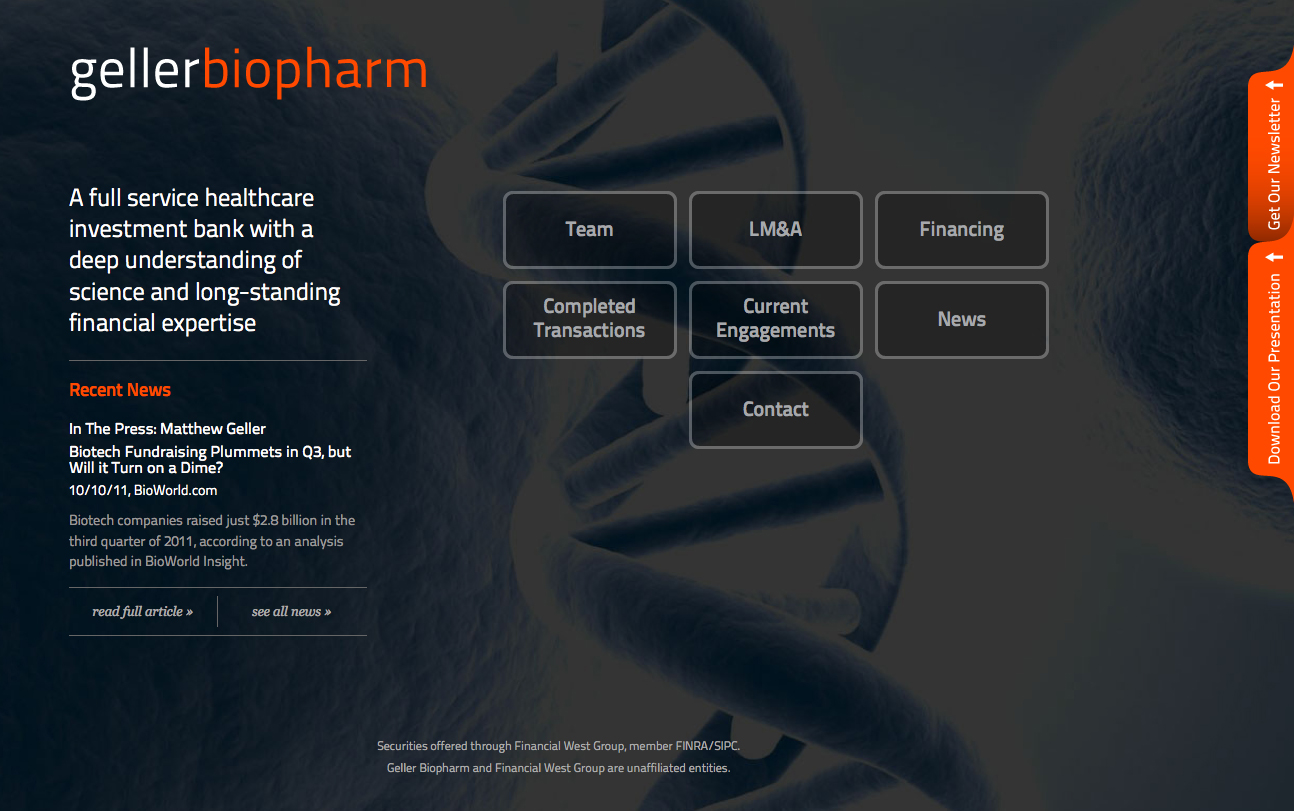 gellerbiopharm
A full service healthcare
investment bank with a
deep understanding of
science and long-standing
financial expertise
Recent News
In The Press: Matthew Geller
Biotech Fundraising Plummets in Q3, but
Will it Turn on a Dime?
10/10/11, BioWorld.com
Biotech companies raised just $2.8 billion in the
third quarter of 2011, according to an analysis
published in BioWorld Insight.
read full article »
see all news »
Team
LM&A
Financing
Completed
Transactions
Current
Engagements
News
Contact
Get Our Newsletter
Download Our Presentation
Securities offered through Financial West Group, member FINRA/SIPC.
Geller Biopharm and Financial West Group are unaffiliated entities.